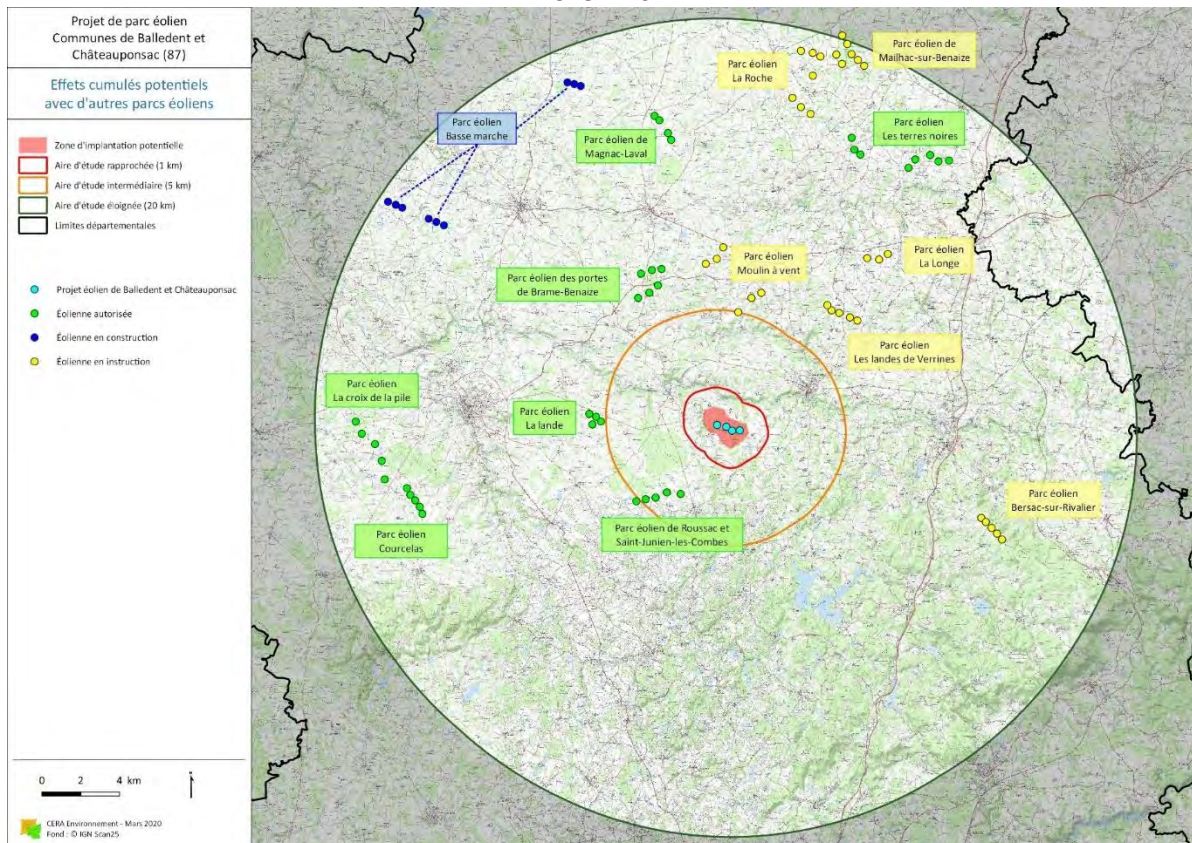 Projet de parc éolien
Communes de Balledent et
Châteauponsac (87)
Effets cumulés potentiels
avec d'autres parcs éoliens
Zone d'implantation potentielle
Aire d'étude rapprochée (1 km)
Aire d'étude intermédiaire (5 km)
Aire d'étude éloignée (20 km)
Limites départementales
Projet éolien de Balledent et Châteauponsac
Éolienne autorisée
Éolienne en construction
Éolienne en instruction
0 2 4 km
CERA Environnement - Mars 2020
Fond : © IGN Scan25
Parc éolien de
Mailhac-sur-Benaize
Parc éolien
La Roche
Parc éolien
Basse marche
Parc éolien de
Magnac-Laval
Parc éolien
Les terres noires
Parc éolien
Moulin à vent
Parc éolien
La Longe
Parc éolien des portes
de Brame-Benaize
Parc éolien
Les landes de Verrines
Parc éolien
La croix de la pile
Parc éolien
La lande
Parc éolien
Bersac-sur-Rivalier
Parc éolien de Roussac et
Saint-Junien-les-Combes
Parc éolien
Courcelas